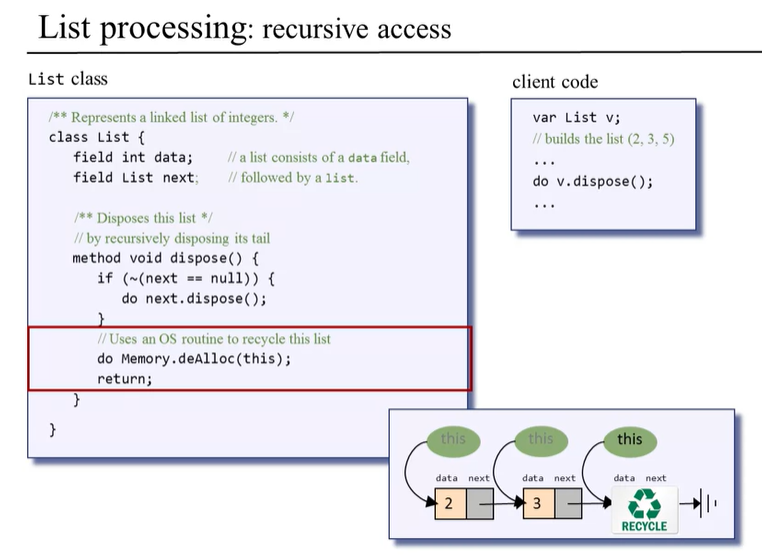 List processing: recursive access
List class
/** Represents a linked list of integers. */
class List {
field int data; // a list consists of a data field,
field List next; // followed by a list.
/** Disposes this list */
// by recursively disposing its tail
method void dispose() {
if (~(next == null)) {
do next.dispose();
}
// Uses an OS routine to recycle this list
do Memory.deAlloc(this);
return;
}
}
client code
var List v;
// builds the list (2, 3, 5)
...
do v.dispose();
...
this this this
data next data next data next
2 3
RECYCLE